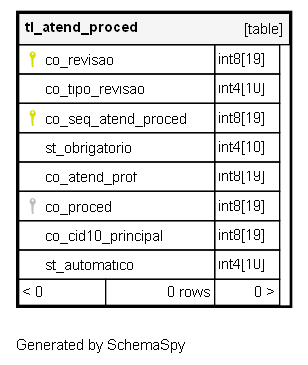 tl_atend_proced [table]
co_revisao int8[19]
co_tipo_revisao int4[10]
co_seq_atend_proced int8[19]
st_obrigatorio int4[10]
co_atend_prof int8[19]
co_proced int8[19]
co_cid10_principal int8[19]
st_automatico int4[10]
< 0 0 rows 0 >
Generated by SchemaSpy